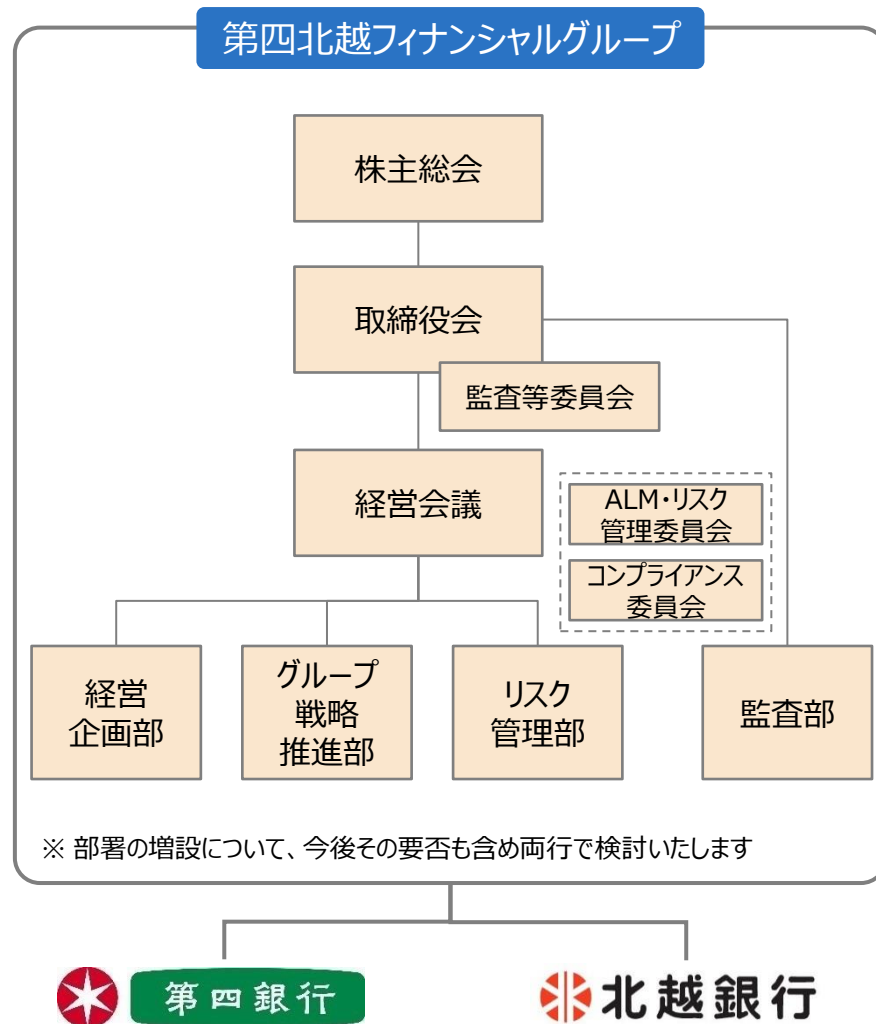 第四北越フィナンシャルグループ
株主総会
取締役会
監査等委員会
経営会議
ALM・リスク
管理委員会
コンプライアンス
委員会
経営
企画部
グループ
戦略
推進部
リスク
管理部
監査部
※ 部署の増設について、今後その要否も含め両行で検討いたします
第四銀行
北越銀行